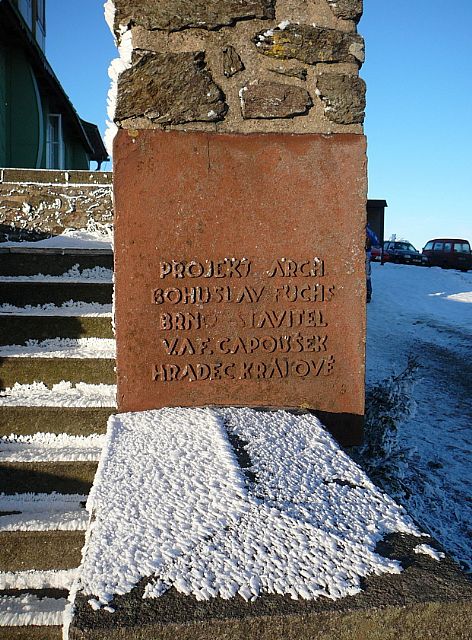 PROJEKT ARCH.
BOHUSLAV FUCHS
BRNO STAVITEL
V. A F. CAPOUŠEK
HRADEC KRÁLOVÉ